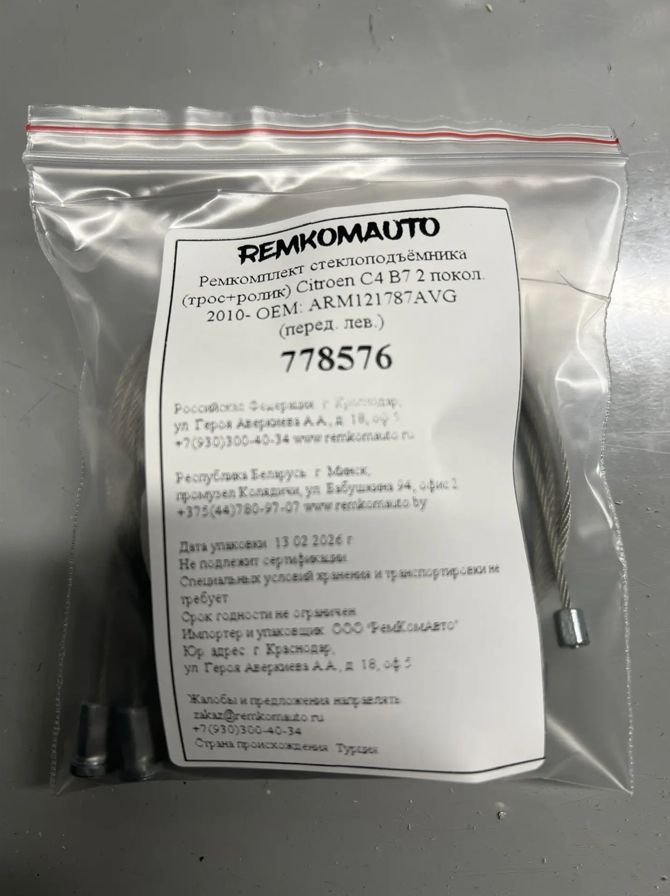 REMKOMAUTO
Ремкомплект стеклоподъёмника
(трос+ролик) Citroen C4 B7 2 покол.
2010- OEM: ARM121787AVG
(перед. лев.)
778576
Российская Федерация г. Краснодар,
ул. Героя Аверкиева А.А., д. 18, оф.5
+7(930)300-40-34 www.remkomauto.ru
Республика Беларусь г. Минск,
промузел Колядичи, ул. Бабушкина 94, офис 2
+375(44)780-97-07 www.remkomauto.by
Дата упаковки 13.02.2026 г
Не подлежит сертификации
Специальных условий хранения и транспортировки не
требует
Срок годности не ограничен
Импортер и упаковщик ООО "РемКомАвто"
Юр. адрес г. Краснодар,
ул. Героя Аверкиева А.А., д. 18, оф.5
Жалобы и предложения направлять
zakaz@remkomauto.ru
+7(930)300-40-34
Страна происхождения Турция